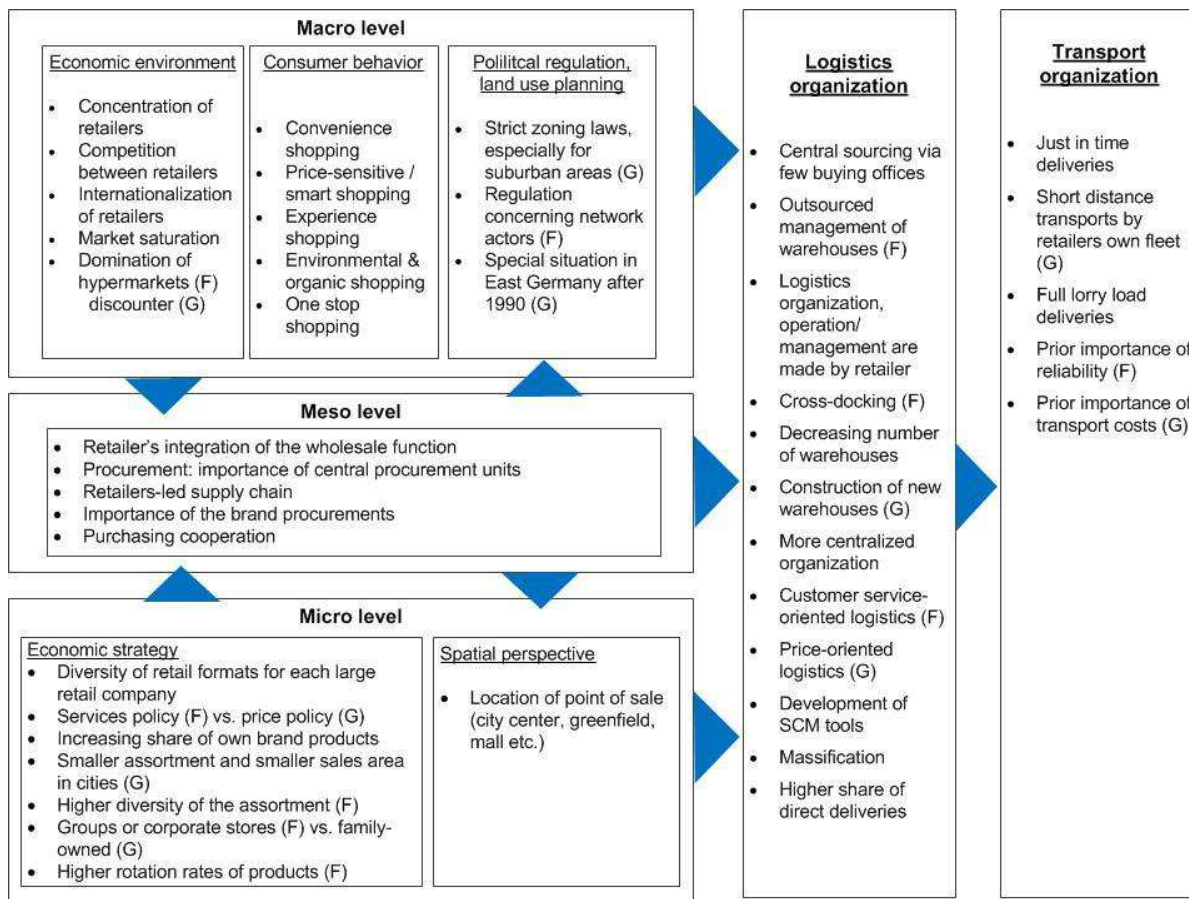 Macro level
Economic environment
• Concentration of
retailers
• Competition
between retailers
• Internationalization
of retailers
• Market saturation
• Domination of
hypermarkets (F)
discounter (G)
Consumer behavior
• Convenience
shopping
• Price-sensitive /
smart shopping
• Experience
shopping
• Environmental &
organic shopping
• One stop
shopping
Polilitcal regulation,
land use planning
• Strict zoning laws,
especially for
suburban areas (G)
• Regulation
concerning network
actors (F)
• Special situation in
East Germany after
1990 (G)
Meso level
• Retailer's integration of the wholesale function
• Procurement: importance of central procurement units
• Retailers-led supply chain
• Importance of the brand procurements
• Purchasing cooperation
Micro level
Economic strategy
• Diversity of retail formats for each large
retail company
• Services policy (F) vs. price policy (G)
• Increasing share of own brand products
• Smaller assortment and smaller sales area
in cities (G)
• Higher diversity of the assortment (F)
• Groups or corporate stores (F) vs. family-
owned (G)
• Higher rotation rates of products (F)
Spatial perspective
• Location of point of sale
(city center, greenfield,
mall etc.)
Logistics
organization
• Central sourcing via
few buying offices
• Outsourced
management of
warehouses (F)
• Logistics
organization,
operation/
management are
made by retailer
• Cross-docking (F)
• Decreasing number
of warehouses
• Construction of new
warehouses (G)
• More centralized
organization
• Customer service-
oriented logistics (F)
• Price-oriented
logistics (G)
• Development of
SCM tools
• Massification
• Higher share of
direct deliveries
Transport
organization
• Just in time
deliveries
• Short distance
transports by
retailers own fleet
(G)
• Full lorry load
deliveries
• Prior importance of
reliability (F)
• Prior importance of
transport costs (G)